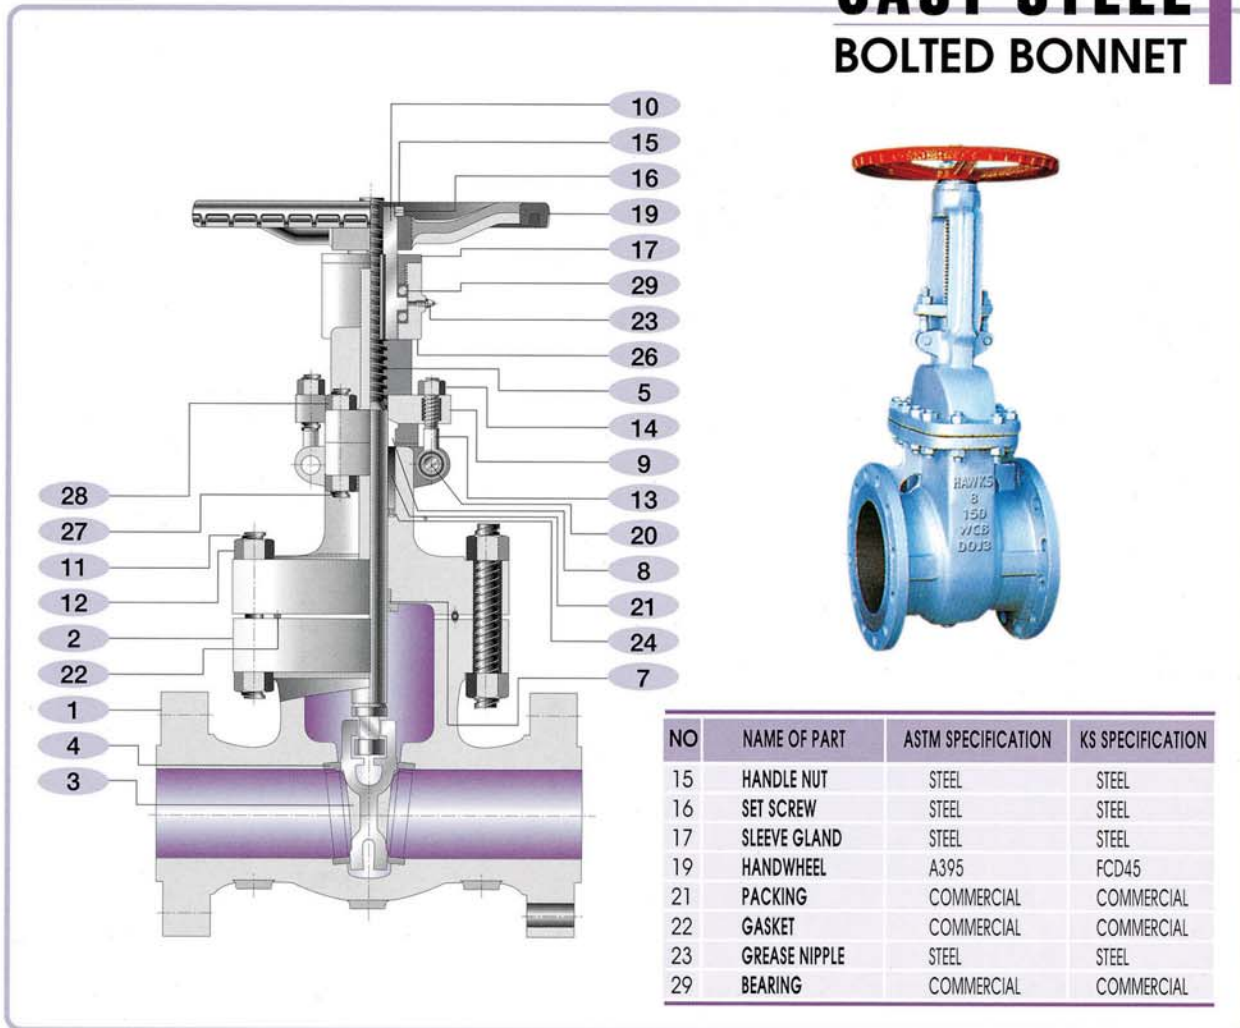 CAST STEEL
BOLTED BONNET
10
15
16
19
17
29
23
26
5
14
9
13
20
8
21
24
7
28
27
11
12
2
22
1
4
3
HAWKS
8
150
WCB
NO NAME OF PART ASTM SPECIFICATION KS SPECIFICATION
15 HANDLE NUT STEEL STEEL
16 SET SCREW STEEL STEEL
17 SLEEVE GLAND STEEL STEEL
19 HANDWHEEL A395 FCD45
21 PACKING COMMERCIAL COMMERCIAL
22 GASKET COMMERCIAL COMMERCIAL
23 GREASE NIPPLE STEEL STEEL
29 BEARING COMMERCIAL COMMERCIAL